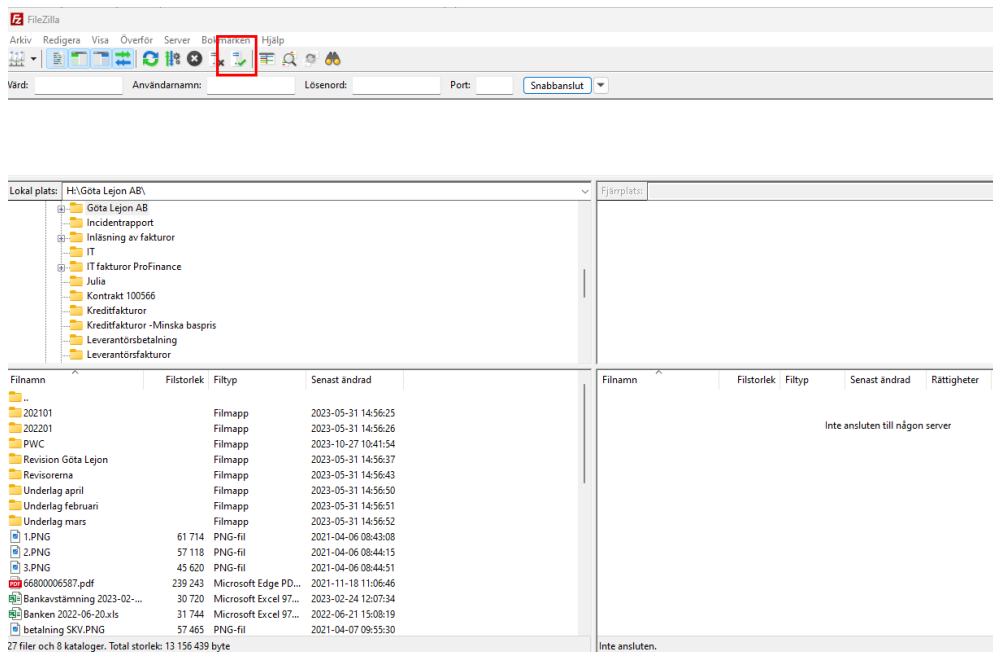 FileZilla
Arkiv Redigera Visa Överför Server Bokmärken Hjälp
Värd: Användarnamn: Lösenord: Port: Snabbanslut
Lokal plats: H:\Göta Lejon AB\ Fjärrplats:
Göta Lejon AB
Incidentrapport
Inläsning av fakturor
IT
IT fakturor ProFinance
Julia
Kontrakt 100566
Kreditfakturor
Kreditfakturor -Minska baspris
Leverantörsbetalning
Leverantörsfakturor
Filnamn Filstorlek Filtyp Senast ändrad
..
202101 Filmapp 2023-05-31 14:56:25
202201 Filmapp 2023-05-31 14:56:26
PWC Filmapp 2023-10-27 10:41:54
Revision Göta Lejon Filmapp 2023-05-31 14:56:37
Revisorerna Filmapp 2023-05-31 14:56:43
Underlag april Filmapp 2023-05-31 14:56:50
Underlag februari Filmapp 2023-05-31 14:56:51
Underlag mars Filmapp 2023-05-31 14:56:52
1.PNG 61 714 PNG-fil 2021-04-06 08:43:08
2.PNG 57 118 PNG-fil 2021-04-06 08:44:15
3.PNG 45 620 PNG-fil 2021-04-06 08:44:51
66800006587.pdf 239 243 Microsoft Edge PD... 2021-11-18 11:06:46
Bankavstämning 2023-02-... 30 720 Microsoft Excel 97... 2023-02-24 12:07:34
Banken 2022-06-20.xls 31 744 Microsoft Excel 97... 2022-06-21 15:08:19
betalning SKV.PNG 57 465 PNG-fil 2021-04-07 09:55:30
27 filer och 8 kataloger. Total storlek: 13 156 439 byte
Filnamn Filstorlek Filtyp Senast ändrad Rättigheter
Inte ansluten till någon server
Inte ansluten.